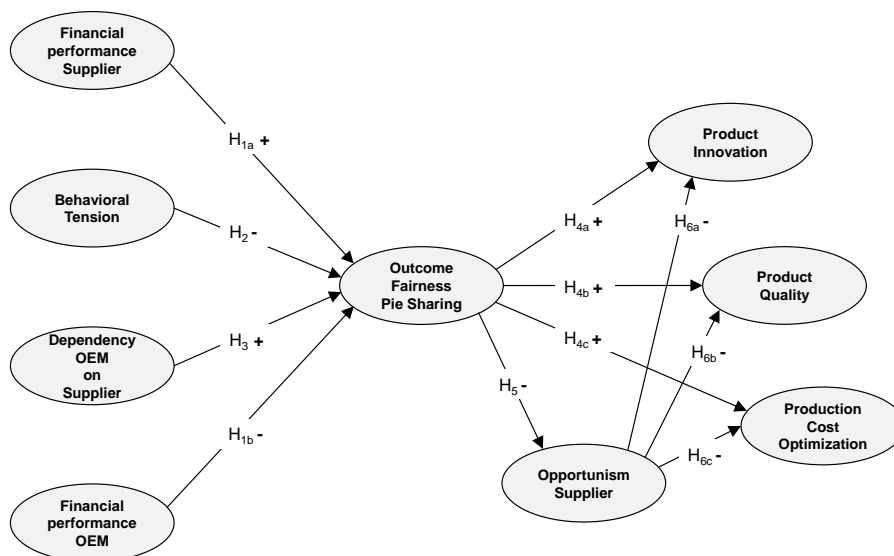 Financial
performance
Supplier
H1a +
Behavioral
Tension
H2 -
Dependency
OEM
on
Supplier
H3 +
H1b -
Financial
performance
OEM
Outcome
Fairness
Pie Sharing
H4a +
H4b +
H4c +
H5 -
Opportunism
Supplier
H6a -
H6b -
H6c -
Product
Innovation
Product
Quality
Production
Cost
Optimization